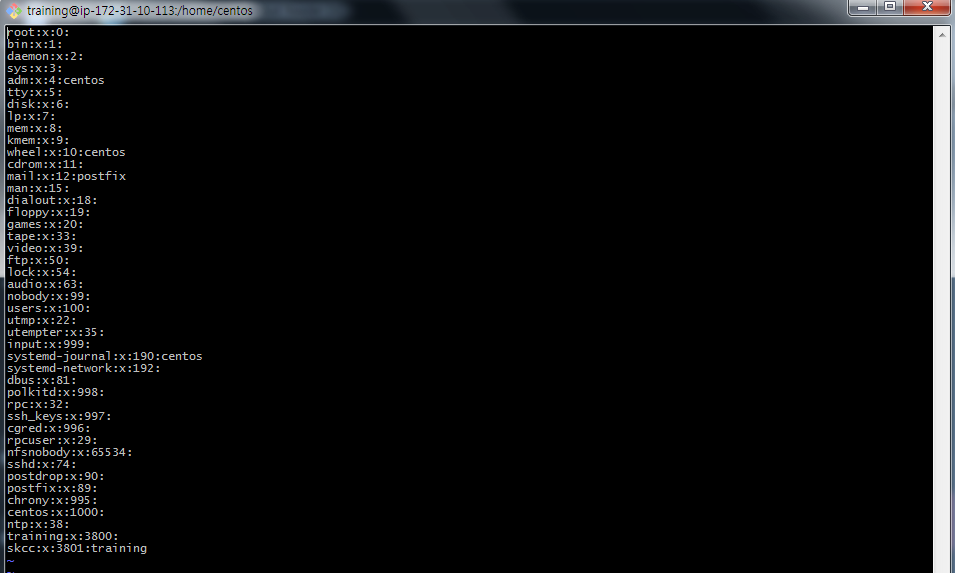 training@ip-172-31-10-113:/home/centos
root:x:0:
bin:x:1:
daemon:x:2:
sys:x:3:
adm:x:4:centos
tty:x:5:
disk:x:6:
lp:x:7:
mem:x:8:
kmem:x:9:
wheel:x:10:centos
cdrom:x:11:
mail:x:12:postfix
man:x:15:
dialout:x:18:
floppy:x:19:
games:x:20:
tape:x:33:
video:x:39:
ftp:x:50:
lock:x:54:
audio:x:63:
nobody:x:99:
users:x:100:
utmp:x:22:
utempter:x:35:
input:x:999:
systemd-journal:x:190:centos
systemd-network:x:192:
dbus:x:81:
polkitd:x:998:
rpc:x:32:
ssh_keys:x:997:
cgred:x:996:
rpcuser:x:29:
nfsnobody:x:65534:
sshd:x:74:
postdrop:x:90:
postfix:x:89:
chrony:x:995:
centos:x:1000:
ntp:x:38:
training:x:3800:
skcc:x:3801:training
~
~